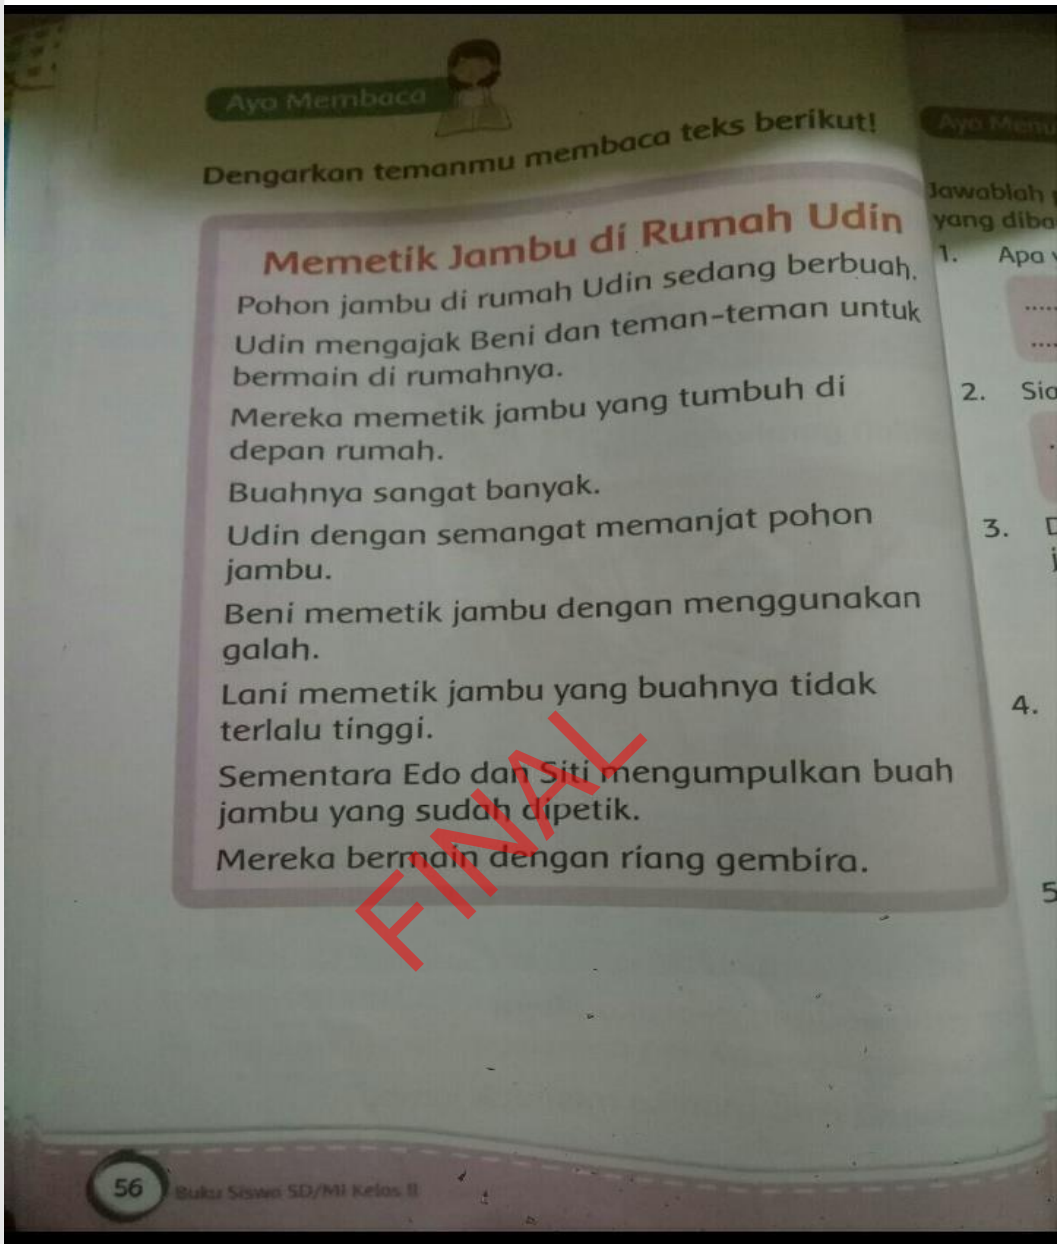 Ayo Membaca
Dengarkan temanmu membaca teks berikut!
Memetik Jambu di Rumah Udin
Pohon jambu di rumah Udin sedang berbuah.
Udin mengajak Beni dan teman-teman untuk
bermain di rumahnya.
Mereka memetik jambu yang tumbuh di
depan rumah.
Buahnya sangat banyak.
Udin dengan semangat memanjat pohon
jambu.
Beni memetik jambu dengan menggunakan
galah.
Lani memetik jambu yang buahnya tidak
terlalu tinggi.
Sementara Edo dan Siti mengumpulkan buah
jambu yang sudah dipetik.
Mereka bermain dengan riang gembira.
FINAL
56
Buku Siswa SD/MI Kelas II
Ayo
Jawablah
yang
1. Apa
2.
3.
4.
5